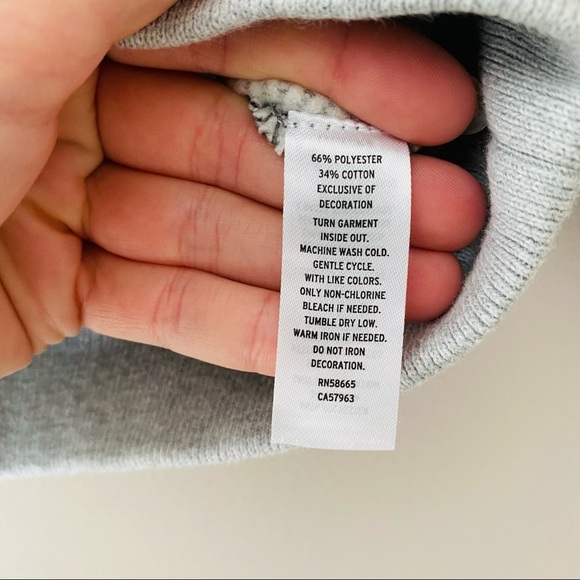 66% POLYESTER
34% COTTON
EXCLUSIVE OF
DECORATION
TURN GARMENT
INSIDE OUT.
MACHINE WASH COLD.
GENTLE CYCLE.
WITH LIKE COLORS.
ONLY NON-CHLORINE
BLEACH IF NEEDED.
TUMBLE DRY LOW.
WARM IRON IF NEEDED.
DO NOT IRON
DECORATION.
RN58665
CA57963